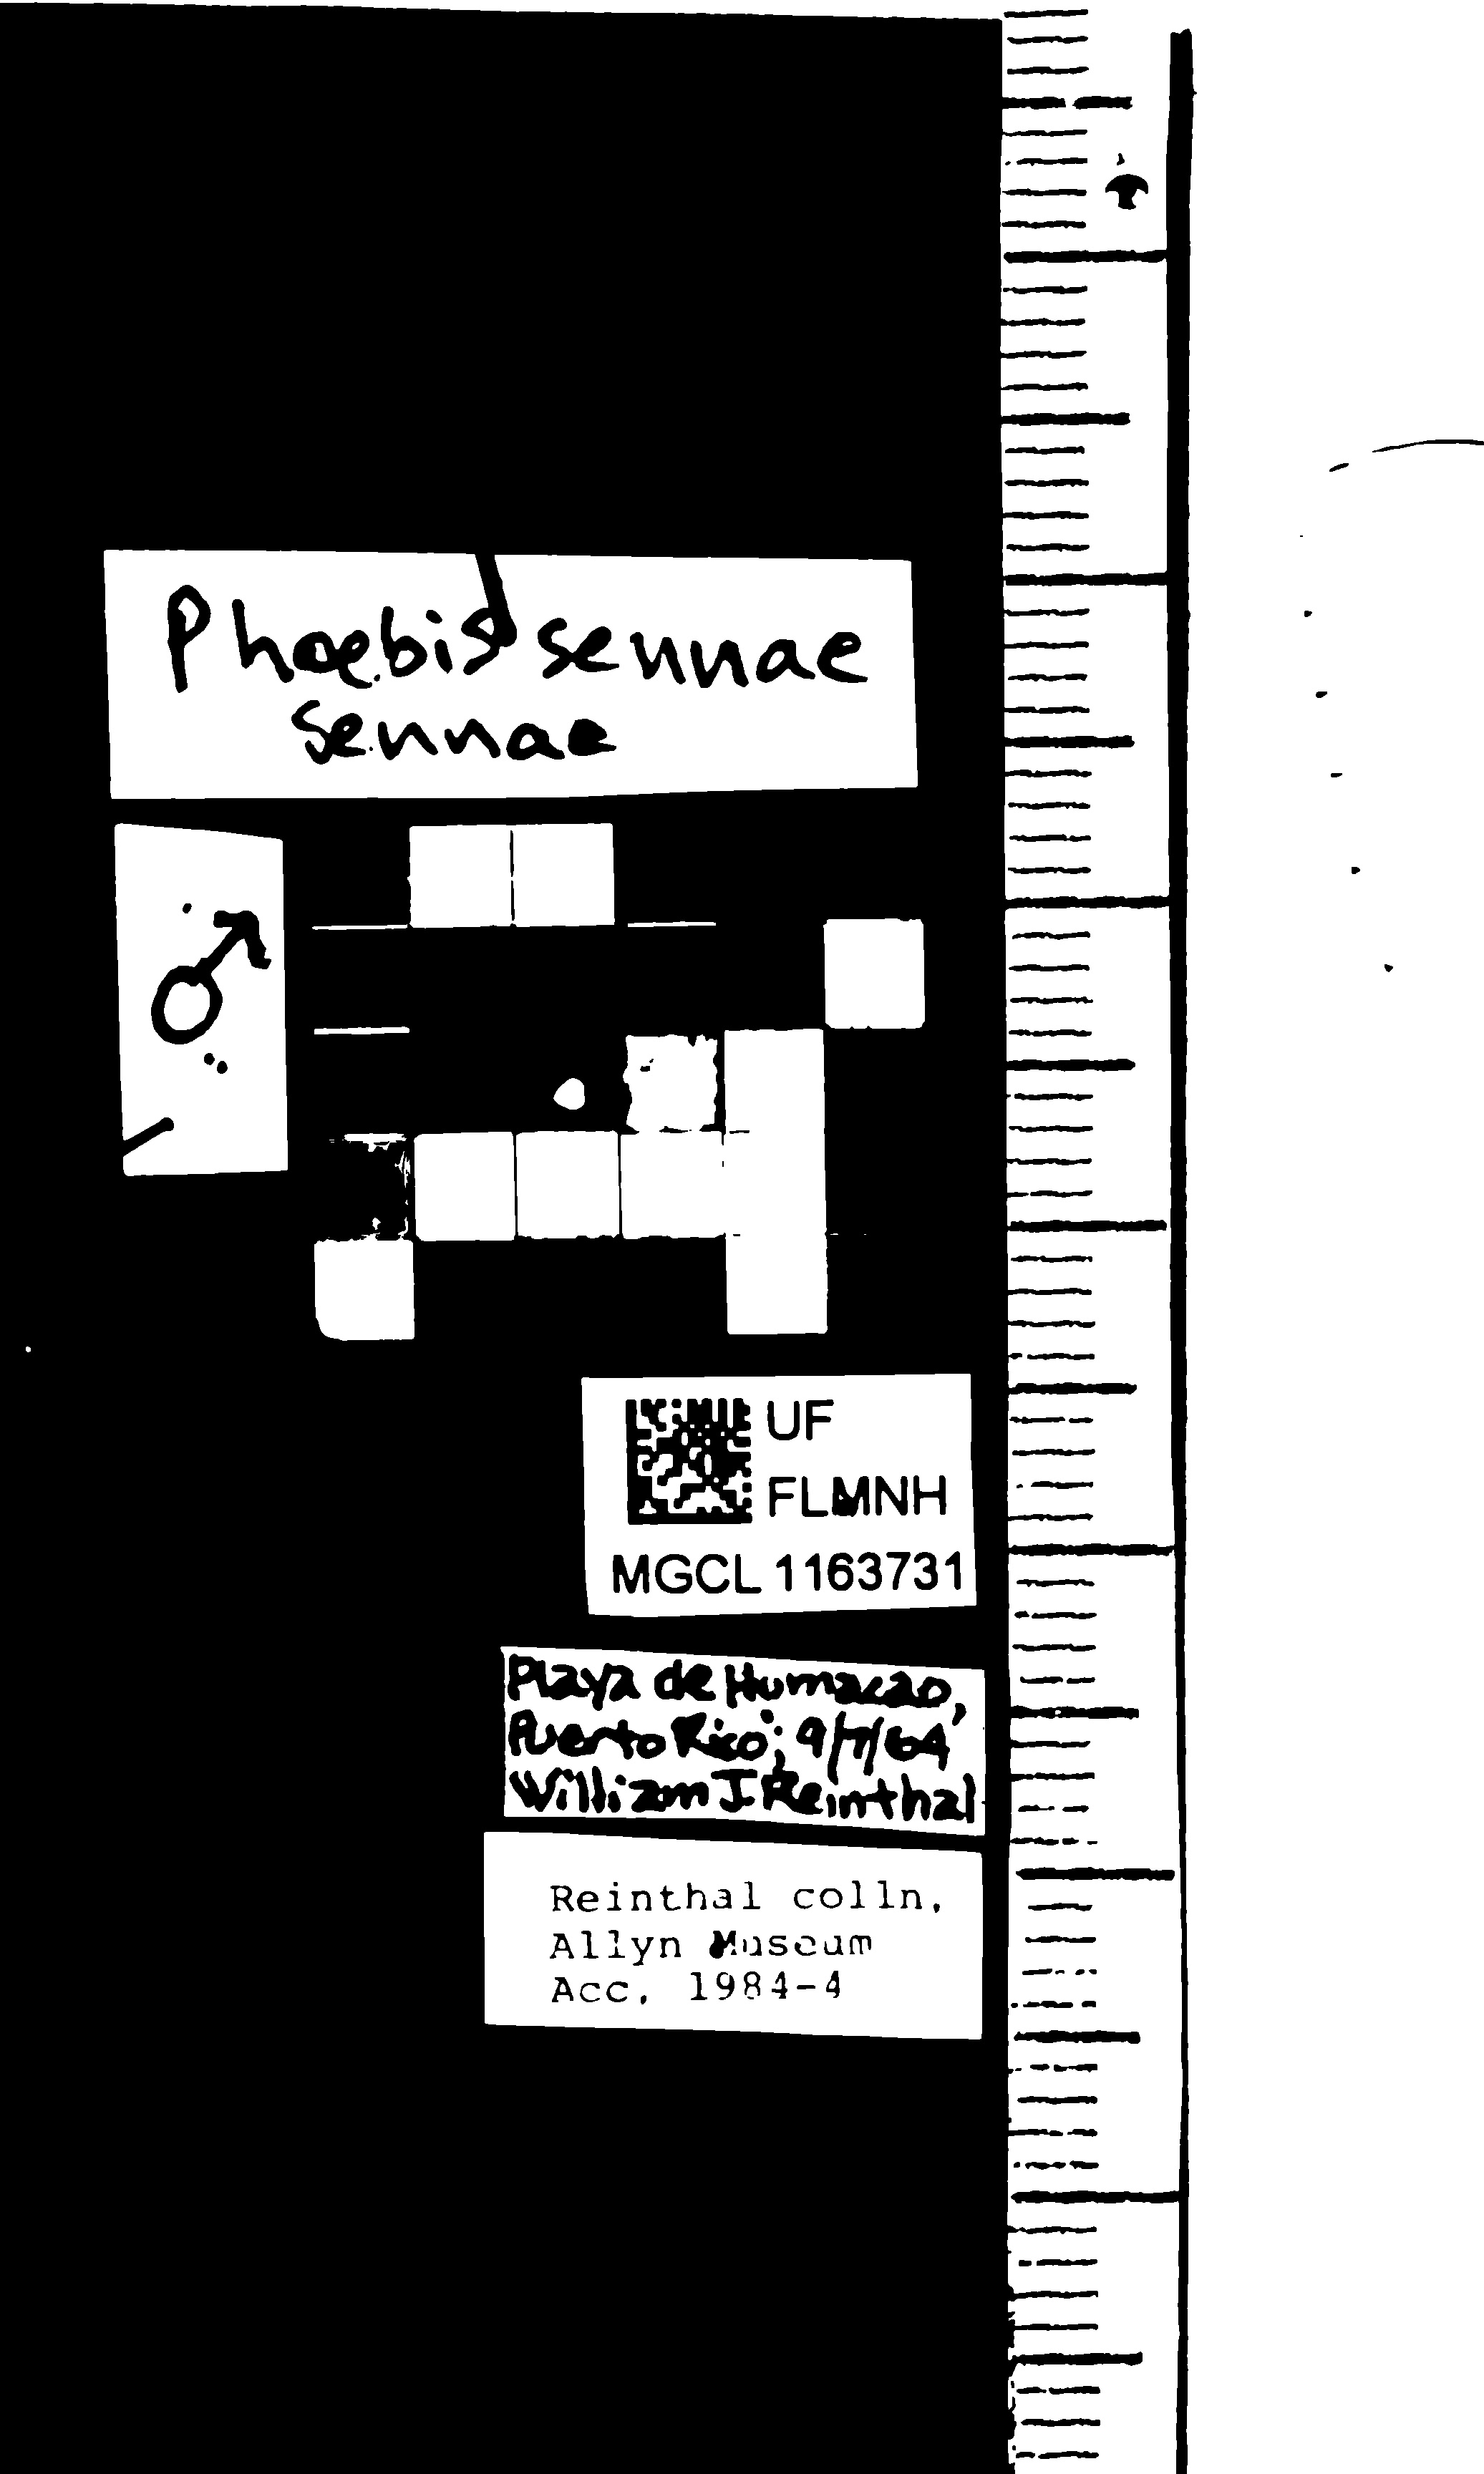 Phoebis sennae
sennae
♂
UF
FLMNH
MGCL 1163731
Playa de Humacao,
Puerto Rico; 9/7/64
William J. Reinthal
Reinthal colln.
Allyn Museum
Acc. 1984-4